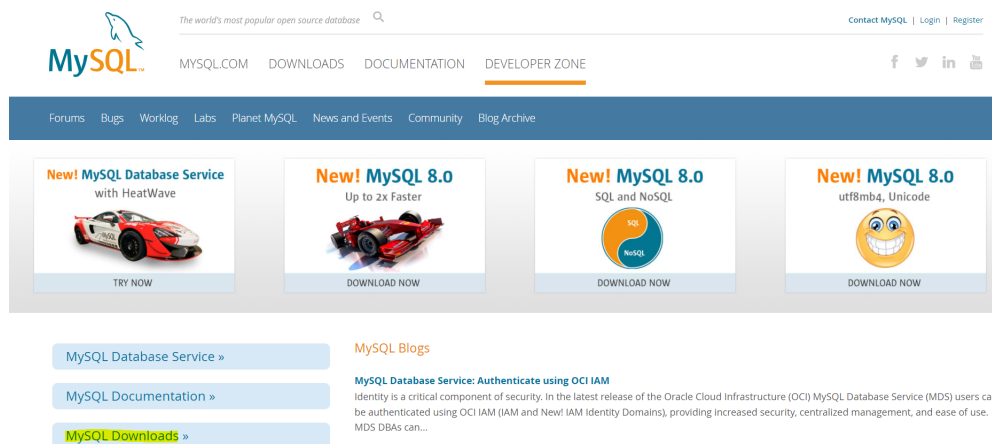 The world's most popular open source database
Contact MySQL | Login | Register
MySQL™
MYSQL.COM DOWNLOADS DOCUMENTATION DEVELOPER ZONE
Forums Bugs Worklog Labs Planet MySQL News and Events Community Blog Archive
New! MySQL Database Service
with HeatWave
TRY NOW
New! MySQL 8.0
Up to 2x Faster
DOWNLOAD NOW
New! MySQL 8.0
SQL and NoSQL
SQL
NoSQL
DOWNLOAD NOW
New! MySQL 8.0
utf8mb4, Unicode
DOWNLOAD NOW
MySQL Database Service »
MySQL Documentation »
MySQL Downloads »
MySQL Blogs
MySQL Database Service: Authenticate using OCI IAM
Identity is a critical component of security. In the latest release of the Oracle Cloud Infrastructure (OCI) MySQL Database Service (MDS) users ca
be authenticated using OCI IAM (IAM and New! IAM Identity Domains), providing increased security, centralized management, and ease of use.
MDS DBAs can...